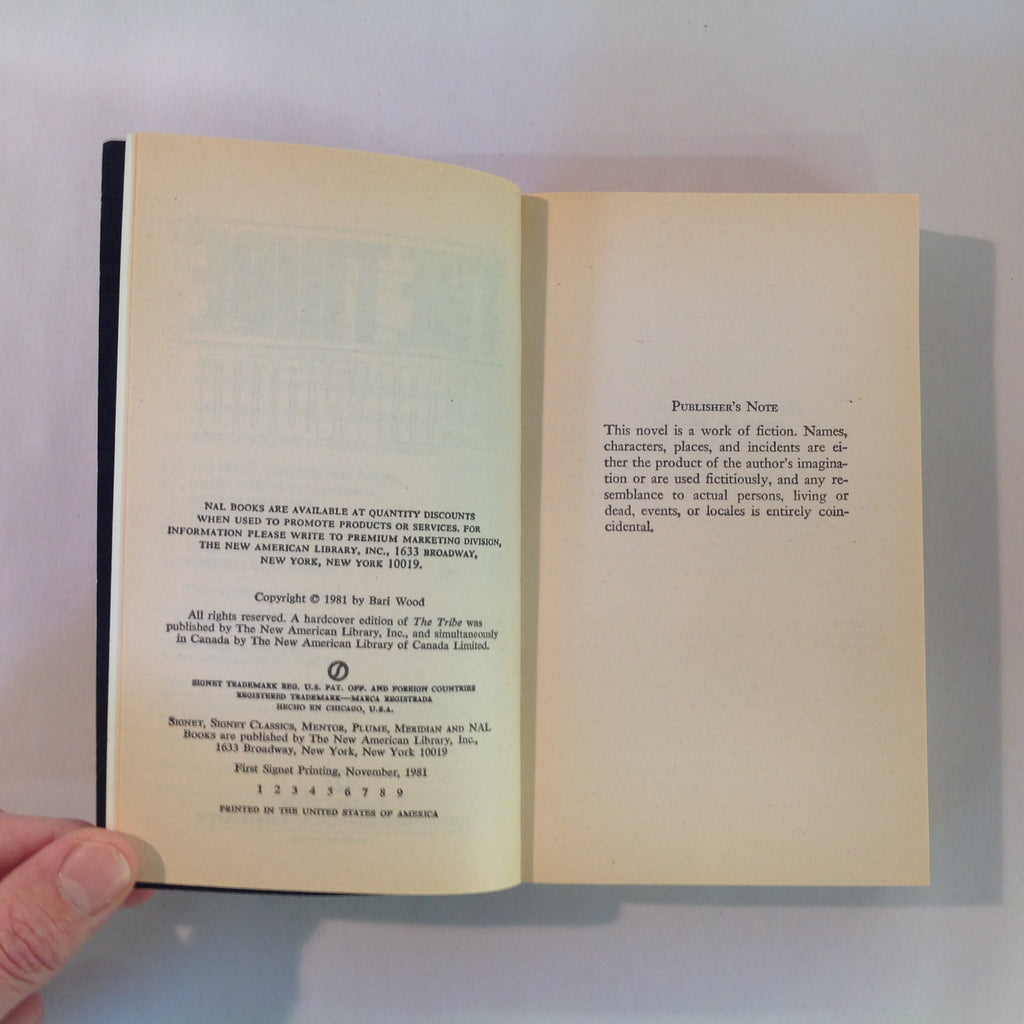 NAL BOOKS ARE AVAILABLE AT QUANTITY DISCOUNTS
WHEN USED TO PROMOTE PRODUCTS OR SERVICES. FOR
INFORMATION PLEASE WRITE TO PREMIUM MARKETING DIVISION,
THE NEW AMERICAN LIBRARY, INC., 1633 BROADWAY,
NEW YORK, NEW YORK 10019.
Copyright © 1981 by Bari Wood
All rights reserved. A hardcover edition of The Tribe was
published by The New American Library, Inc., and simultaneously
in Canada by The New American Library of Canada Limited.
SIGNET TRADEMARK REG. U.S. PAT. OFF. AND FOREIGN COUNTRIES
REGISTERED TRADEMARK—MARCA REGISTRADA
HECHO EN CHICAGO, U.S.A.
SIGNET, SIGNET CLASSICS, MENTOR, PLUME, MERIDIAN AND NAL
BOOKS are published by The New American Library, Inc.,
1633 Broadway, New York, New York 10019
First Signet Printing, November, 1981
1 2 3 4 5 6 7 8 9
PRINTED IN THE UNITED STATES OF AMERICA
PUBLISHER'S NOTE
This novel is a work of fiction. Names,
characters, places, and incidents are ei-
ther the product of the author's imagina-
tion or are used fictitiously, and any re-
semblance to actual persons, living or
dead, events, or locales is entirely coin-
cidental.